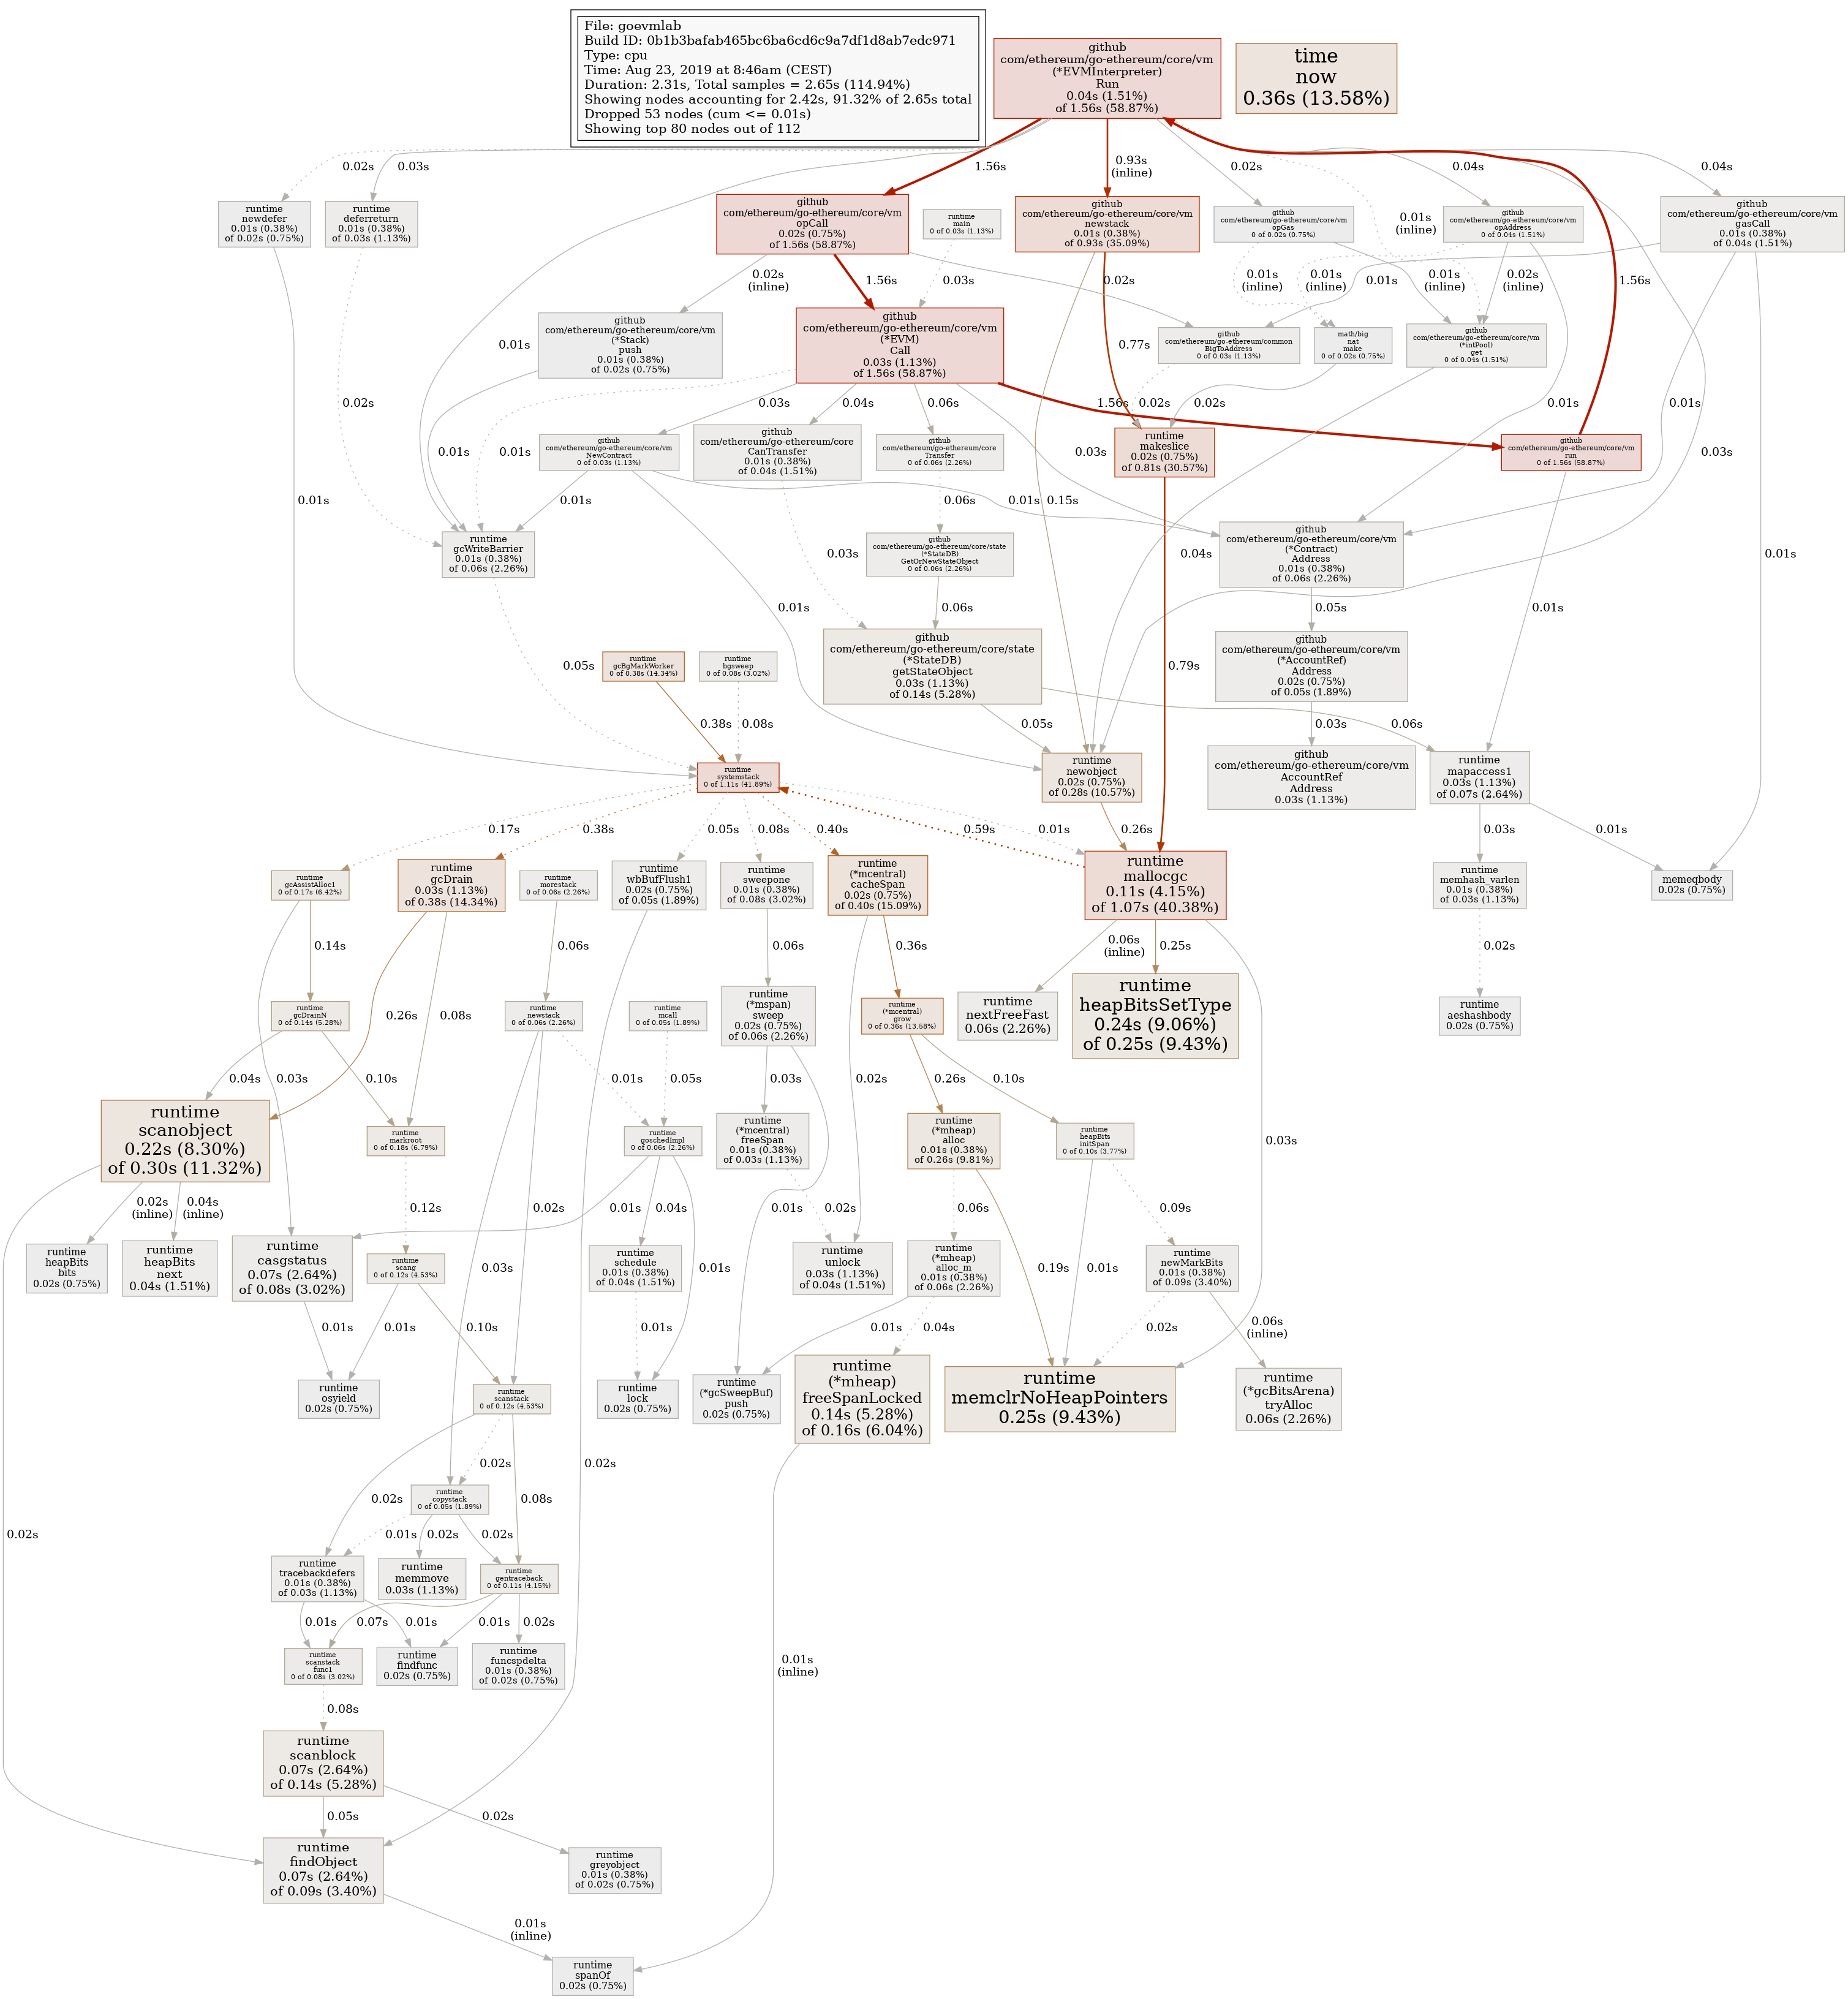 File: goevmlab
Build ID: 0b1b3bafab465bc6ba6cd6c9a7df1d8ab7edc971
Type: cpu
Time: Aug 23, 2019 at 8:46am (CEST)
Duration: 2.31s, Total samples = 2.65s (114.94%)
Showing nodes accounting for 2.42s, 91.32% of 2.65s total
Dropped 53 nodes (cum <= 0.01s)
Showing top 80 nodes out of 112
github
com/ethereum/go-ethereum/core/vm
(*EVMInterpreter)
Run
0.04s (1.51%)
of 1.56s (58.87%)
time
now
0.36s (13.58%)
0.02s
0.03s
1.56s
0.93s
(inline)
0.02s
0.04s
0.04s
runtime
newdefer
0.01s (0.38%)
of 0.02s (0.75%)
runtime
deferreturn
0.01s (0.38%)
of 0.03s (1.13%)
github
com/ethereum/go-ethereum/core/vm
opCall
0.02s (0.75%)
of 1.56s (58.87%)
runtime
main
0 of 0.03s (1.13%)
github
com/ethereum/go-ethereum/core/vm
newstack
0.01s (0.38%)
of 0.93s (35.09%)
github
com/ethereum/go-ethereum/core/vm
opGas
0 of 0.02s (0.75%)
0.01s
(inline)
github
com/ethereum/go-ethereum/core/vm
opAddress
0 of 0.04s (1.51%)
github
com/ethereum/go-ethereum/core/vm
gasCall
0.01s (0.38%)
of 0.04s (1.51%)
0.02s
(inline)
1.56s
0.03s
0.02s
0.01s
(inline)
0.01s
(inline)
0.01s
0.01s
(inline)
0.02s
(inline)
1.56s
github
com/ethereum/go-ethereum/core/vm
(*Stack)
push
0.01s (0.38%)
of 0.02s (0.75%)
github
com/ethereum/go-ethereum/core/vm
(*EVM)
Call
0.03s (1.13%)
of 1.56s (58.87%)
github
com/ethereum/go-ethereum/common
BigToAddress
0 of 0.03s (1.13%)
math/big
nat
make
0 of 0.02s (0.75%)
github
com/ethereum/go-ethereum/core/vm
(*intPool)
get
0 of 0.04s (1.51%)
0.01s
0.77s
0.02s
0.03s
0.04s
0.06s
1.56s
0.02s
0.02s
0.01s
0.01s
github
com/ethereum/go-ethereum/core/vm
NewContract
0 of 0.03s (1.13%)
github
com/ethereum/go-ethereum/core
CanTransfer
0.01s (0.38%)
of 0.04s (1.51%)
github
com/ethereum/go-ethereum/core
Transfer
0 of 0.06s (2.26%)
runtime
makeslice
0.02s (0.75%)
of 0.81s (30.57%)
github
com/ethereum/go-ethereum/core/vm
run
0 of 1.56s (58.87%)
0.01s
0.01s
0.03s
0.03s
0.01s
0.01s
0.06s
0.01s
0.15s
runtime
gcWriteBarrier
0.01s (0.38%)
of 0.06s (2.26%)
github
com/ethereum/go-ethereum/core/state
(*StateDB)
GetOrNewStateObject
0 of 0.06s (2.26%)
github
com/ethereum/go-ethereum/core/vm
(*Contract)
Address
0.01s (0.38%)
of 0.06s (2.26%)
0.03s
0.04s
0.01s
0.01s
0.06s
0.05s
0.01s
github
com/ethereum/go-ethereum/core/state
(*StateDB)
getStateObject
0.03s (1.13%)
of 0.14s (5.28%)
github
com/ethereum/go-ethereum/core/vm
(*AccountRef)
Address
0.02s (0.75%)
of 0.05s (1.89%)
runtime
gcBgMarkWorker
0 of 0.38s (14.34%)
runtime
bgsweep
0 of 0.08s (3.02%)
0.05s
0.79s
0.38s
0.08s
0.05s
0.03s
0.06s
runtime
systemstack
0 of 1.11s (41.89%)
runtime
newobject
0.02s (0.75%)
of 0.28s (10.57%)
github
com/ethereum/go-ethereum/core/vm
AccountRef
Address
0.03s (1.13%)
runtime
mapaccess1
0.03s (1.13%)
of 0.07s (2.64%)
0.17s
0.38s
0.05s
0.08s
0.40s
0.59s
0.01s
0.26s
0.03s
0.01s
runtime
gcAssistAlloc1
0 of 0.17s (6.42%)
runtime
gcDrain
0.03s (1.13%)
of 0.38s (14.34%)
runtime
morestack
0 of 0.06s (2.26%)
runtime
wbBufFlush1
0.02s (0.75%)
of 0.05s (1.89%)
runtime
sweepone
0.01s (0.38%)
of 0.08s (3.02%)
runtime
(*mcentral)
cacheSpan
0.02s (0.75%)
of 0.40s (15.09%)
runtime
mallocgc
0.11s (4.15%)
of 1.07s (40.38%)
runtime
memhash_varlen
0.01s (0.38%)
of 0.03s (1.13%)
memeqbody
0.02s (0.75%)
0.14s
0.06s
0.06s
0.36s
0.06s
(inline)
0.25s
0.02s
runtime
gcDrainN
0 of 0.14s (5.28%)
0.26s
0.08s
runtime
newstack
0 of 0.06s (2.26%)
runtime
mcall
0 of 0.05s (1.89%)
runtime
(*mspan)
sweep
0.02s (0.75%)
of 0.06s (2.26%)
runtime
(*mcentral)
grow
0 of 0.36s (13.58%)
runtime
nextFreeFast
0.06s (2.26%)
runtime
heapBitsSetType
0.24s (9.06%)
of 0.25s (9.43%)
runtime
aeshashbody
0.02s (0.75%)
0.04s
0.03s
0.10s
0.01s
0.05s
0.03s
0.02s
0.26s
0.10s
runtime
scanobject
0.22s (8.30%)
of 0.30s (11.32%)
runtime
markroot
0 of 0.18s (6.79%)
runtime
goschedImpl
0 of 0.06s (2.26%)
runtime
(*mcentral)
freeSpan
0.01s (0.38%)
of 0.03s (1.13%)
runtime
(*mheap)
alloc
0.01s (0.38%)
of 0.26s (9.81%)
runtime
heapBits
initSpan
0 of 0.10s (3.77%)
0.03s
0.02s
(inline)
0.04s
(inline)
0.12s
0.02s
0.01s
0.04s
0.01s
0.02s
0.06s
0.09s
runtime
heapBits
bits
0.02s (0.75%)
runtime
heapBits
next
0.04s (1.51%)
runtime
casgstatus
0.07s (2.64%)
of 0.08s (3.02%)
runtime
scang
0 of 0.12s (4.53%)
0.03s
runtime
schedule
0.01s (0.38%)
of 0.04s (1.51%)
0.01s
runtime
unlock
0.03s (1.13%)
of 0.04s (1.51%)
runtime
(*mheap)
alloc_m
0.01s (0.38%)
of 0.06s (2.26%)
0.19s
0.01s
runtime
newMarkBits
0.01s (0.38%)
of 0.09s (3.40%)
0.01s
0.01s
0.10s
0.01s
0.01s
0.04s
0.02s
0.06s
(inline)
runtime
osyield
0.02s (0.75%)
runtime
scanstack
0 of 0.12s (4.53%)
runtime
lock
0.02s (0.75%)
runtime
(*gcSweepBuf)
push
0.02s (0.75%)
runtime
(*mheap)
freeSpanLocked
0.14s (5.28%)
of 0.16s (6.04%)
runtime
memclrNoHeapPointers
0.25s (9.43%)
runtime
(*gcBitsArena)
tryAlloc
0.06s (2.26%)
0.02s
0.02s
0.02s
0.08s
runtime
copystack
0 of 0.05s (1.89%)
0.02s
0.01s
0.02s
0.02s
runtime
tracebackdefers
0.01s (0.38%)
of 0.03s (1.13%)
runtime
memmove
0.03s (1.13%)
runtime
gentraceback
0 of 0.11s (4.15%)
0.01s
0.07s
0.01s
0.01s
0.02s
runtime
scanstack
func1
0 of 0.08s (3.02%)
runtime
findfunc
0.02s (0.75%)
runtime
funcspdelta
0.01s (0.38%)
of 0.02s (0.75%)
0.01s
(inline)
0.08s
runtime
scanblock
0.07s (2.64%)
of 0.14s (5.28%)
0.05s
0.02s
runtime
findObject
0.07s (2.64%)
of 0.09s (3.40%)
runtime
greyobject
0.01s (0.38%)
of 0.02s (0.75%)
0.01s
(inline)
runtime
spanOf
0.02s (0.75%)